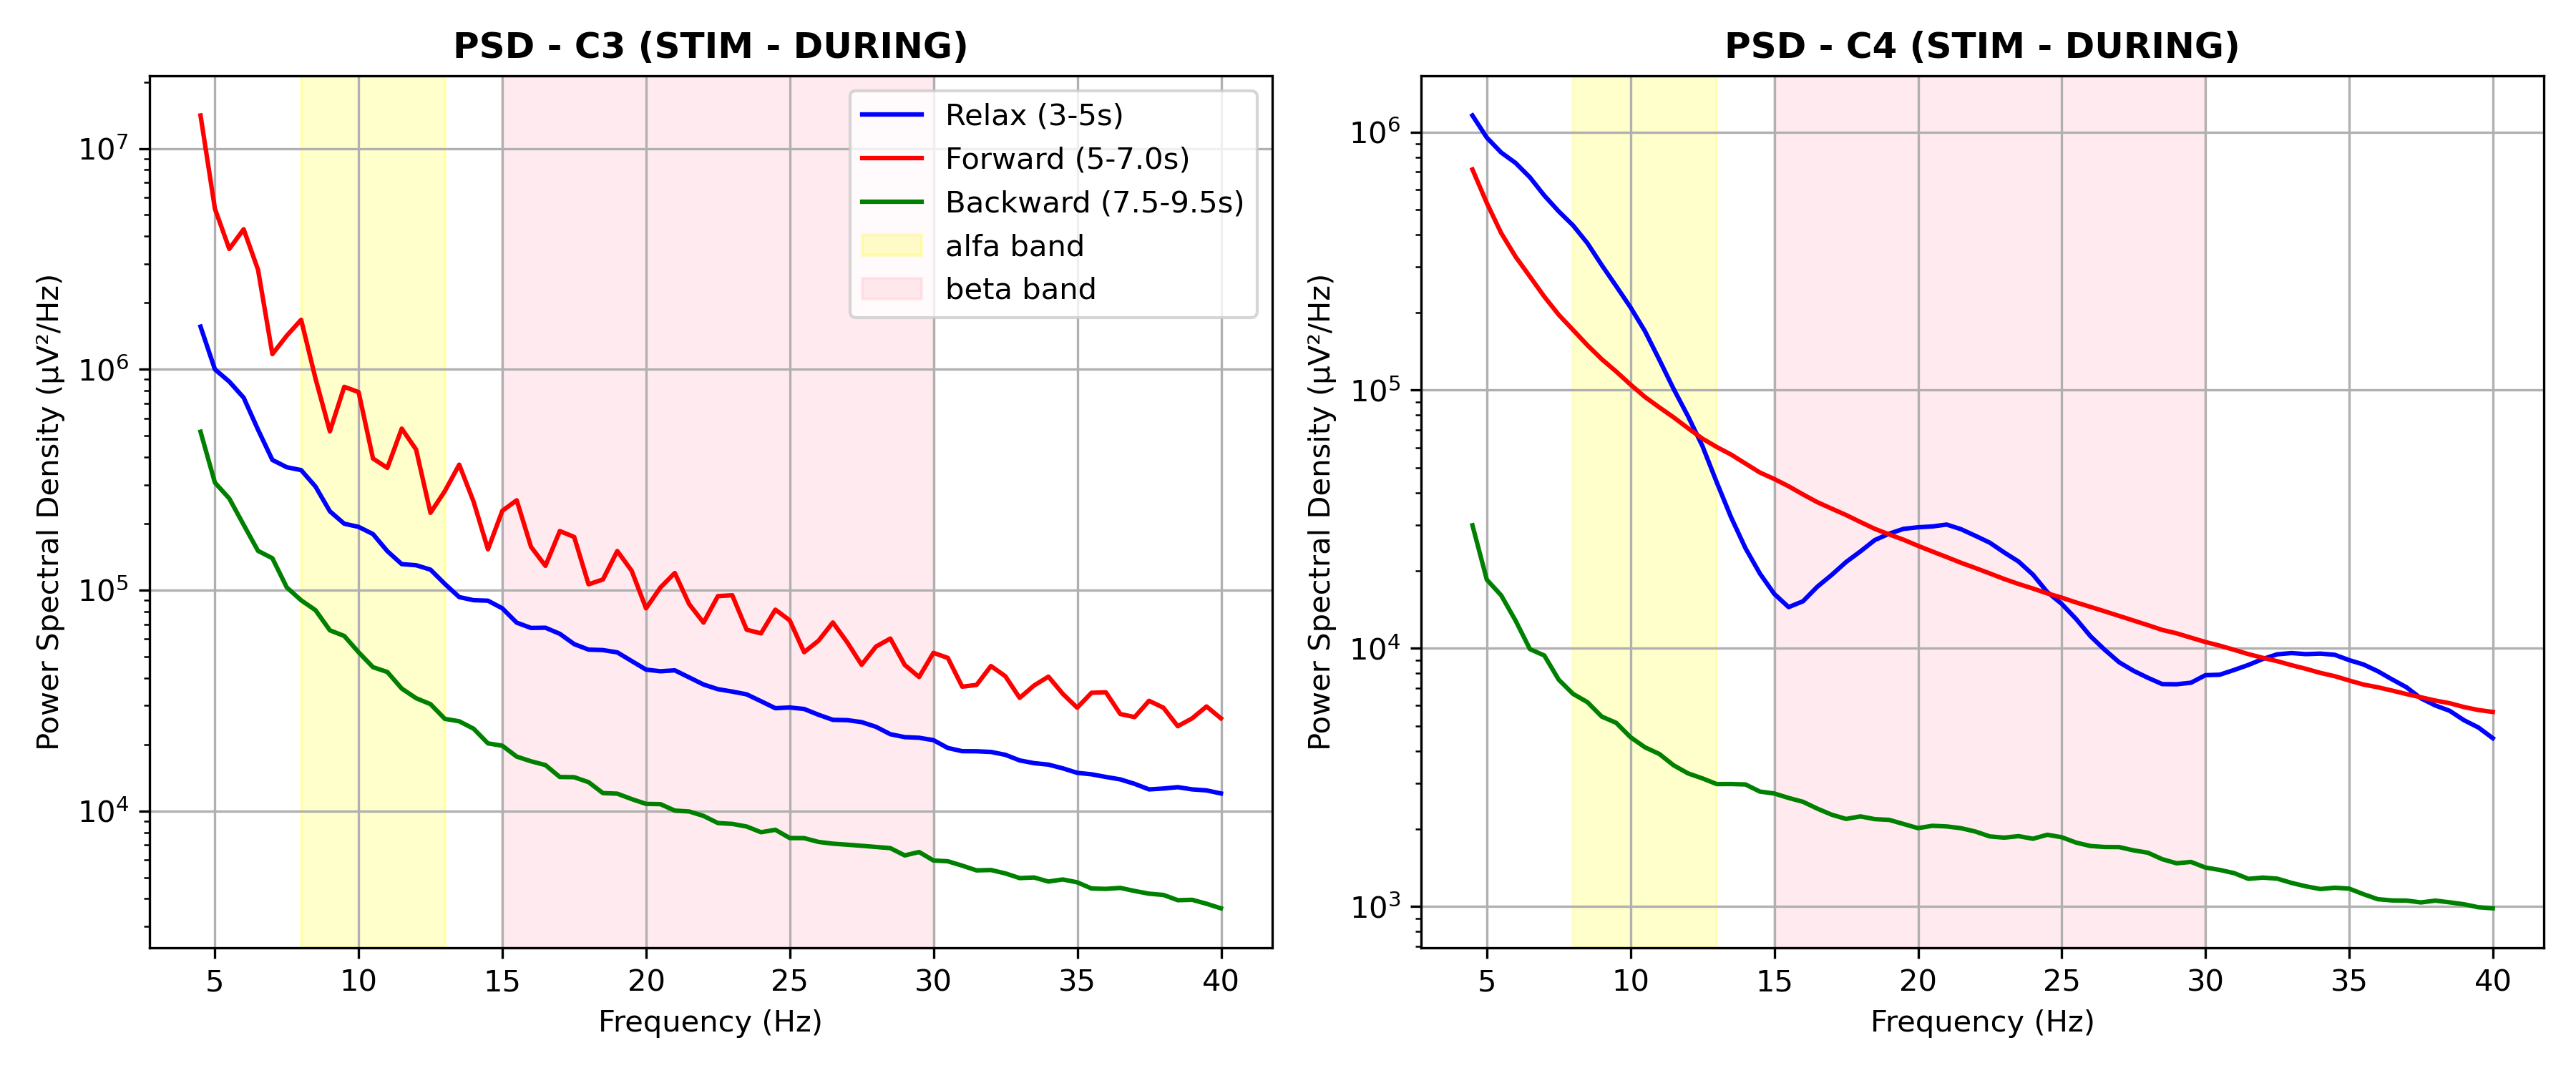 PSD - C3 (STIM - DURING)
Power Spectral Density (µV²/Hz)
10⁷
10⁶
10⁵
10⁴
Relax (3-5s)
Forward (5-7.0s)
Backward (7.5-9.5s)
alfa band
beta band
5 10 15 20 25 30 35 40
Frequency (Hz)
PSD - C4 (STIM - DURING)
Power Spectral Density (µV²/Hz)
10⁶
10⁵
10⁴
10³
5 10 15 20 25 30 35 40
Frequency (Hz)